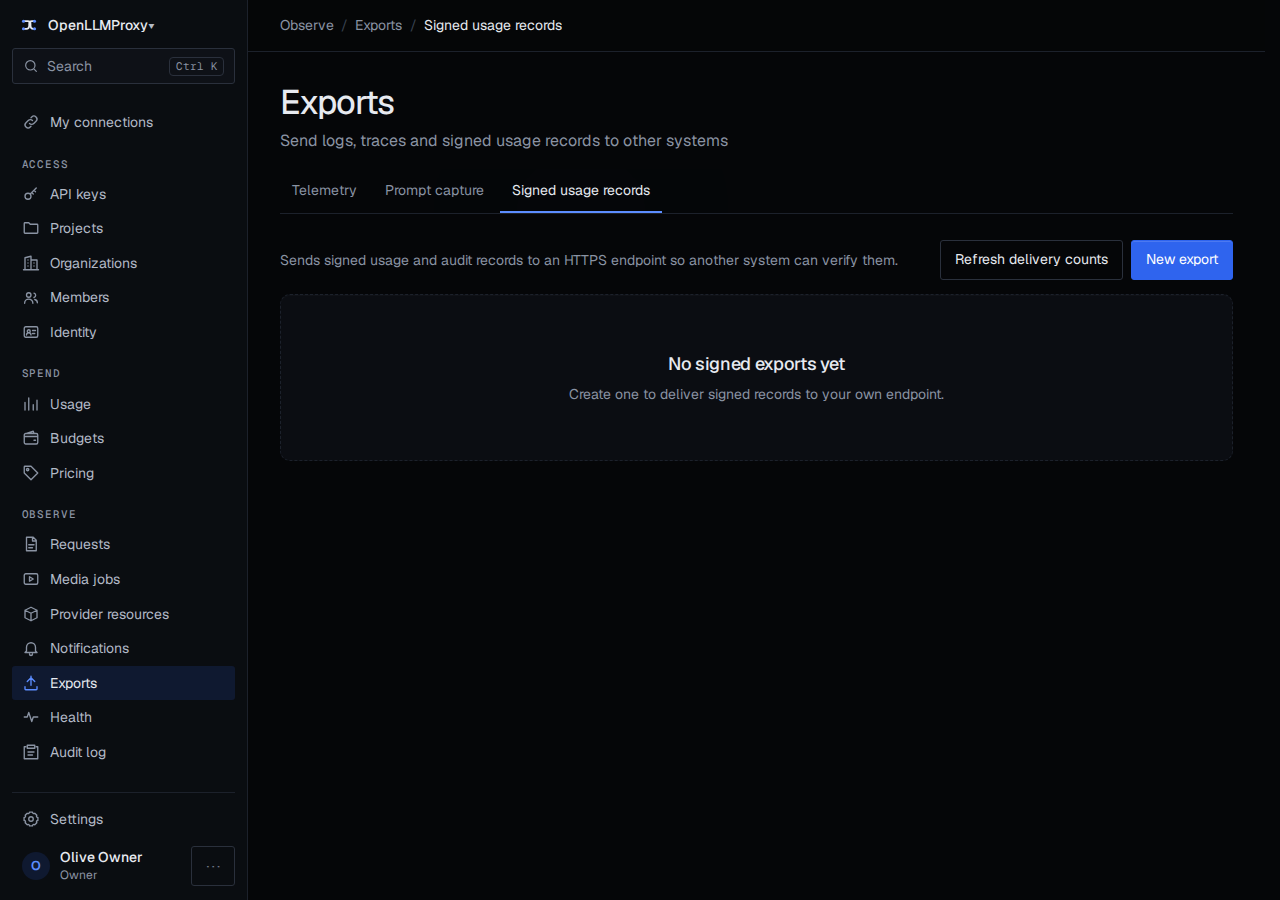 OpenLLMProxy
Search
Ctrl K
My connections
ACCESS
API keys
Projects
Organizations
Members
Identity
SPEND
Usage
Budgets
Pricing
OBSERVE
Requests
Media jobs
Provider resources
Notifications
Exports
Health
Audit log
Settings
O
Olive Owner
Owner
...
Observe / Exports / Signed usage records
Exports
Send logs, traces and signed usage records to other systems
Telemetry
Prompt capture
Signed usage records
Sends signed usage and audit records to an HTTPS endpoint so another system can verify them.
Refresh delivery counts
New export
No signed exports yet
Create one to deliver signed records to your own endpoint.